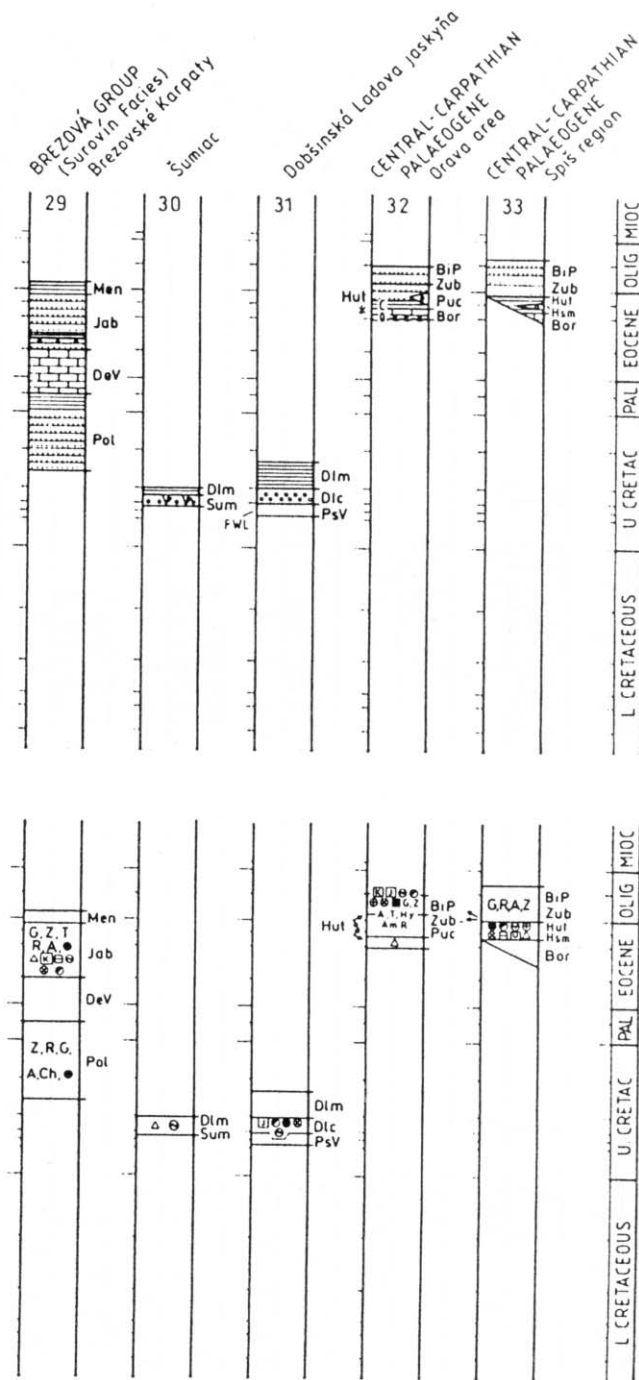 BREZOVÁ GROUP
(Surovín Facies)
Brezovské Karpaty
Šumiac
Dobšinská Ladova jaskyňa
CENTRAL-CARPATHIAN
PALAEOGENE
Orava area
CENTRAL-CARPATHIAN
PALAEOGENE
Spiš region
29
30
31
32
33
Men
Jab
DeV
Pol
Dlm
Sum
FWL
Dlm
Dlc
PsV
Hut
BiP
Zub
Puc
Bor
BiP
Zub
Hut
Hsm
Bor
MIOC
OLIG
EOCENE
PAL
U CRETAC
L CRETACEOUS
Men
G, Z, T
R, A,
K
Jab
DeV
Z, R, G,
A, Ch,
Pol
Dlm
Sum
Dlm
J
Dlc
PsV
Hut
K J
G, Z
A, T, Hy
Am R
BiP
Zub
Puc
G, R, A, Z
BiP
Zub
Hut
Hsm
Bor
MIOC
OLIG
EOCENE
PAL
U CRETAC
L CRETACEOUS